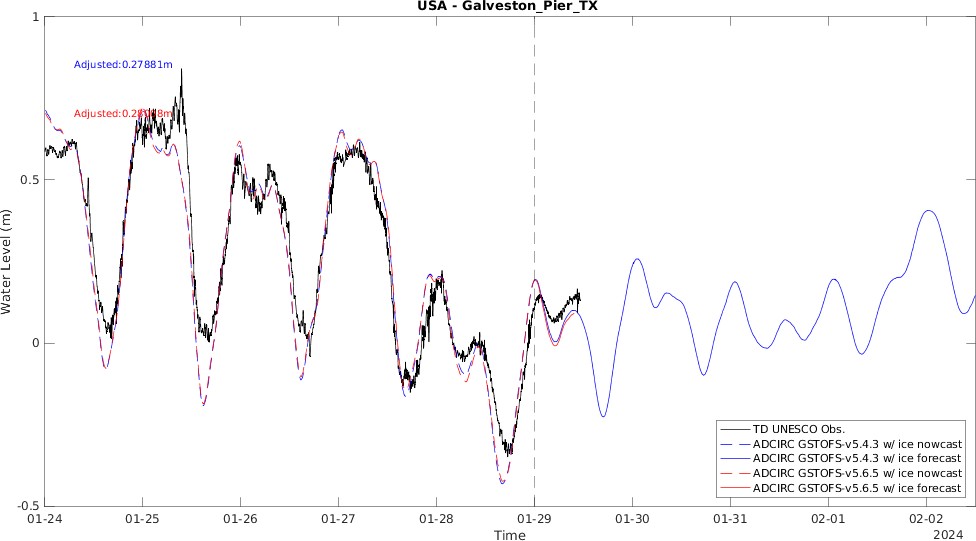 USA - Galveston_Pier_TX
1
Adjusted:0.27881m
0.5
Water Level (m)
0
-0.5
TD UNESCO Obs.
ADCIRC GSTOFS-v5.4.3 w/ ice nowcast
ADCIRC GSTOFS-v5.4.3 w/ ice forecast
ADCIRC GSTOFS-v5.6.5 w/ ice nowcast
ADCIRC GSTOFS-v5.6.5 w/ ice forecast
01-24 01-25 01-26 01-27 01-28 01-29 01-30 01-31 02-01 02-02
Time
2024